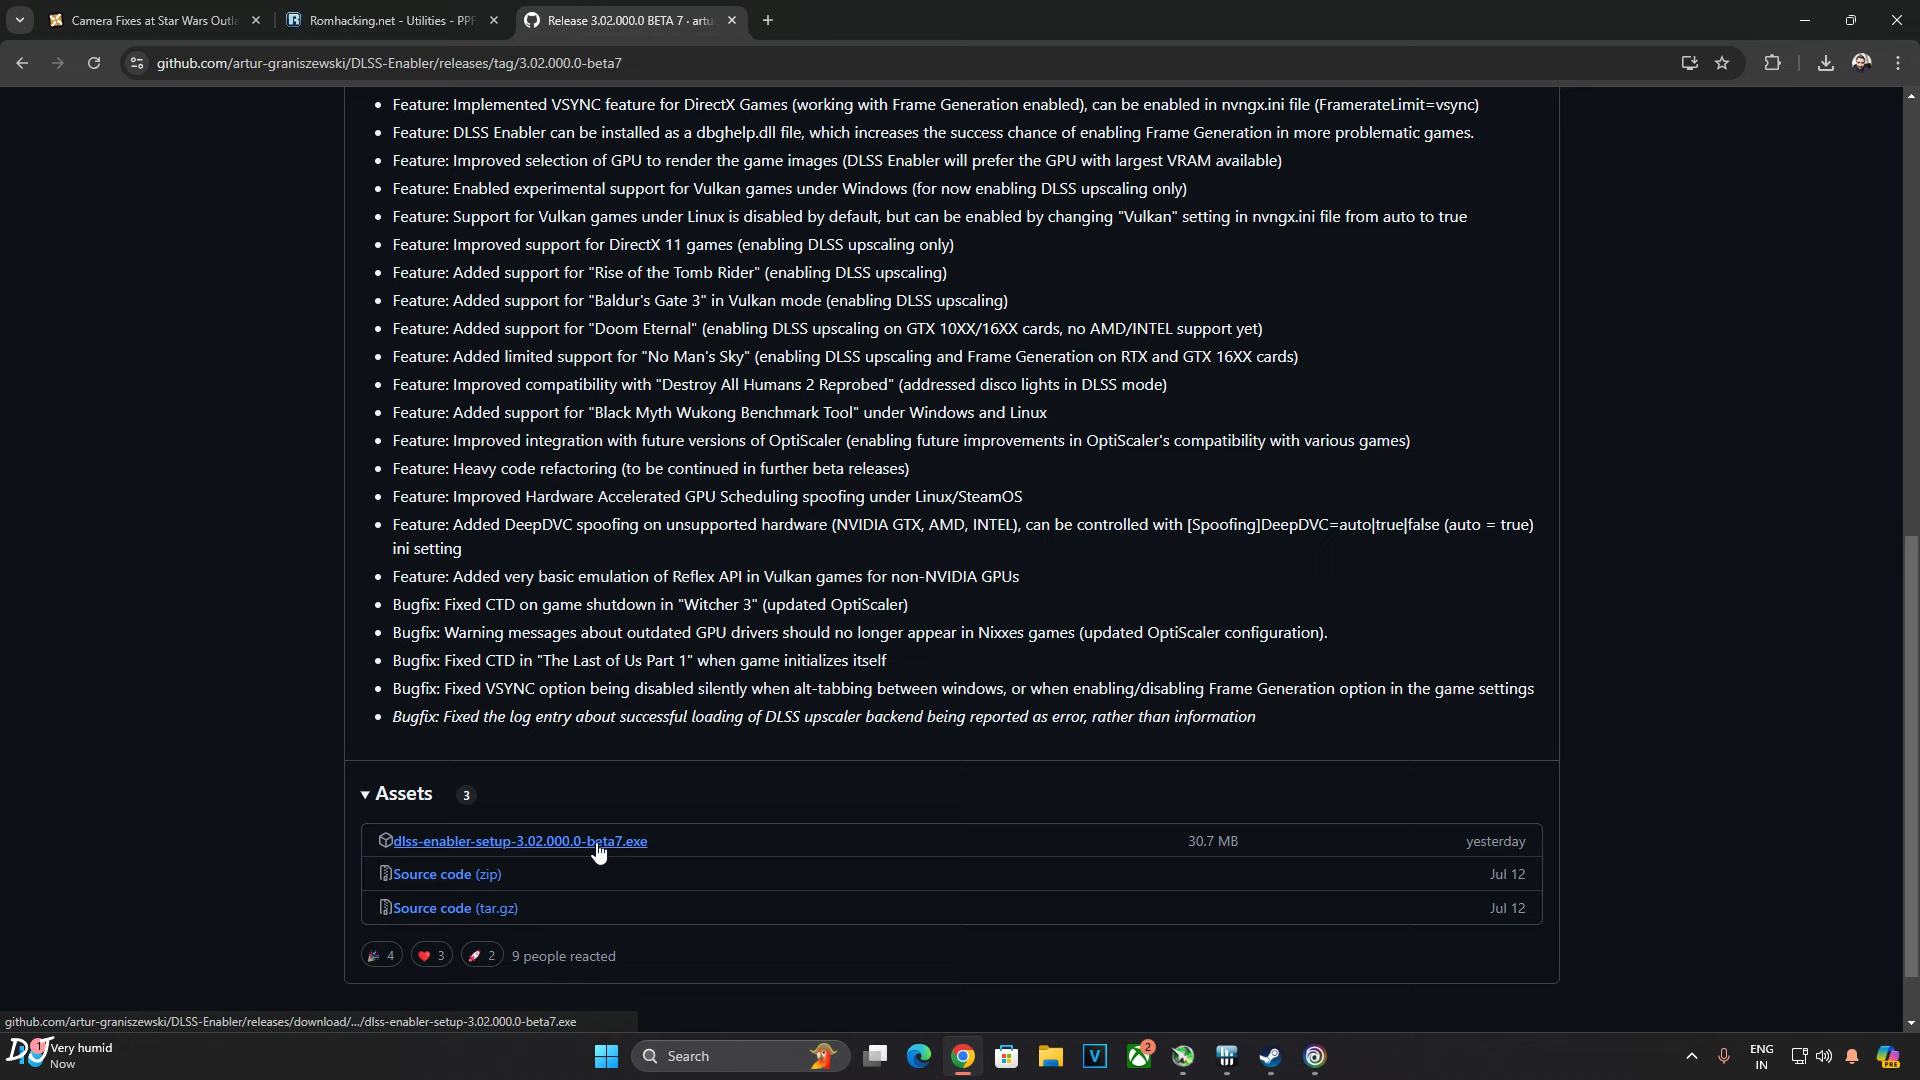 Camera Fixes at Star Wars Outla
Romhacking.net - Utilities - PPF
Release 3.02.000.0 BETA 7 · artu
github.com/artur-graniszewski/DLSS-Enabler/releases/tag/3.02.000.0-beta7
Feature: Implemented VSYNC feature for DirectX Games (working with Frame Generation enabled), can be enabled in nvngx.ini file (FramerateLimit=vsync)
Feature: DLSS Enabler can be installed as a dbghelp.dll file, which increases the success chance of enabling Frame Generation in more problematic games.
Feature: Improved selection of GPU to render the game images (DLSS Enabler will prefer the GPU with largest VRAM available)
Feature: Enabled experimental support for Vulkan games under Windows (for now enabling DLSS upscaling only)
Feature: Support for Vulkan games under Linux is disabled by default, but can be enabled by changing "Vulkan" setting in nvngx.ini file from auto to true
Feature: Improved support for DirectX 11 games (enabling DLSS upscaling only)
Feature: Added support for "Rise of the Tomb Rider" (enabling DLSS upscaling)
Feature: Added support for "Baldur's Gate 3" in Vulkan mode (enabling DLSS upscaling)
Feature: Added support for "Doom Eternal" (enabling DLSS upscaling on GTX 10XX/16XX cards, no AMD/INTEL support yet)
Feature: Added limited support for "No Man's Sky" (enabling DLSS upscaling and Frame Generation on RTX and GTX 16XX cards)
Feature: Improved compatibility with "Destroy All Humans 2 Reprobed" (addressed disco lights in DLSS mode)
Feature: Added support for "Black Myth Wukong Benchmark Tool" under Windows and Linux
Feature: Improved integration with future versions of OptiScaler (enabling future improvements in OptiScaler's compatibility with various games)
Feature: Heavy code refactoring (to be continued in further beta releases)
Feature: Improved Hardware Accelerated GPU Scheduling spoofing under Linux/SteamOS
Feature: Added DeepDVC spoofing on unsupported hardware (NVIDIA GTX, AMD, INTEL), can be controlled with [Spoofing]DeepDVC=auto|true|false (auto = true)
ini setting
Feature: Added very basic emulation of Reflex API in Vulkan games for non-NVIDIA GPUs
Bugfix: Fixed CTD on game shutdown in "Witcher 3" (updated OptiScaler)
Bugfix: Warning messages about outdated GPU drivers should no longer appear in Nixxes games (updated OptiScaler configuration).
Bugfix: Fixed CTD in "The Last of Us Part 1" when game initializes itself
Bugfix: Fixed VSYNC option being disabled silently when alt-tabbing between windows, or when enabling/disabling Frame Generation option in the game settings
Bugfix: Fixed the log entry about successful loading of DLSS upscaler backend being reported as error, rather than information
Assets 3
dlss-enabler-setup-3.02.000.0-beta7.exe 30.7 MB yesterday
Source code (zip) Jul 12
Source code (tar.gz) Jul 12
4 3 2 9 people reacted
github.com/artur-graniszewski/DLSS-Enabler/releases/download/.../dlss-enabler-setup-3.02.000.0-beta7.exe
DJ 1 Very humid
Now
Search
V
2
ENG
IN
PRE